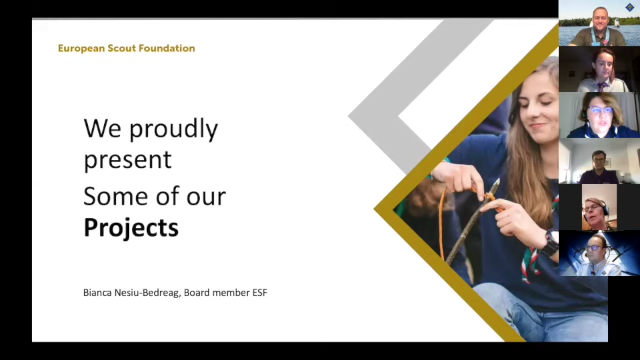 European Scout Foundation
We proudly
present
Some of our
Projects
Bianca Nesiu-Bedreag, Board member ESF